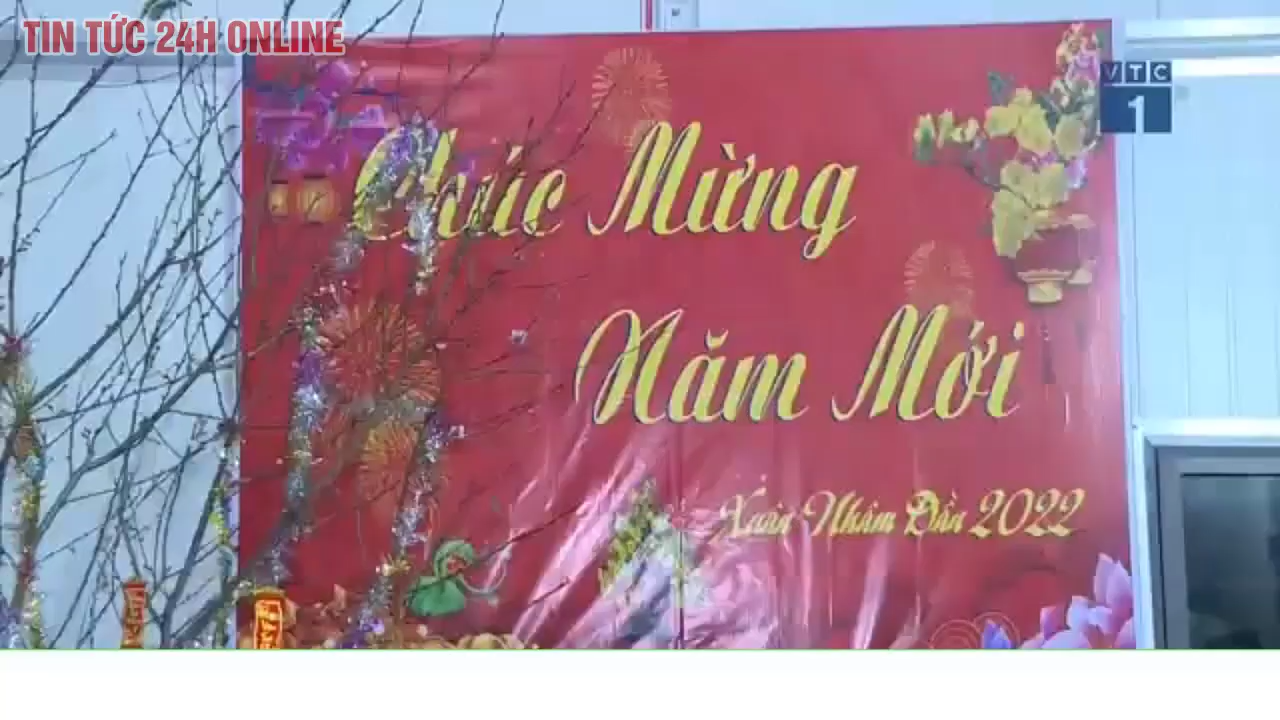 TIN TỨC 24H ONLINE
VTC
1
Chúc Mừng
Năm Mới
Xuân Nhâm Dần 2022